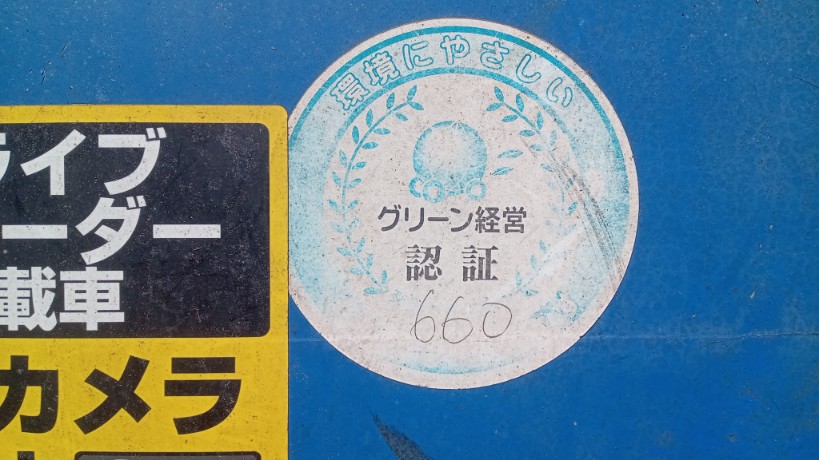 環境にやさしい
グリーン経営
認証
660
ライブ
ーダー
載車
カメラ